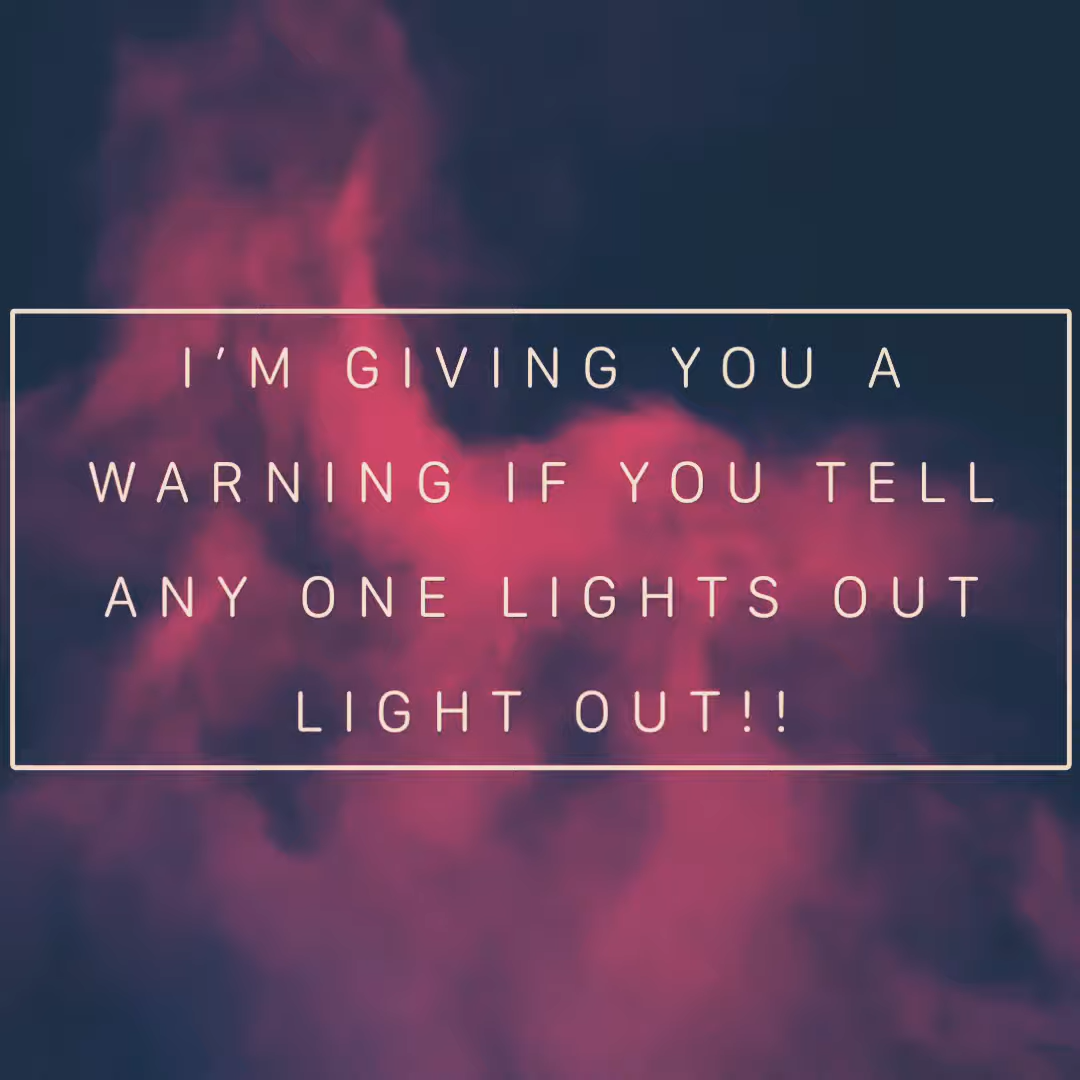 I'M GIVING YOU A
WARNING IF YOU TELL
ANY ONE LIGHTS OUT
LIGHT OUT!!